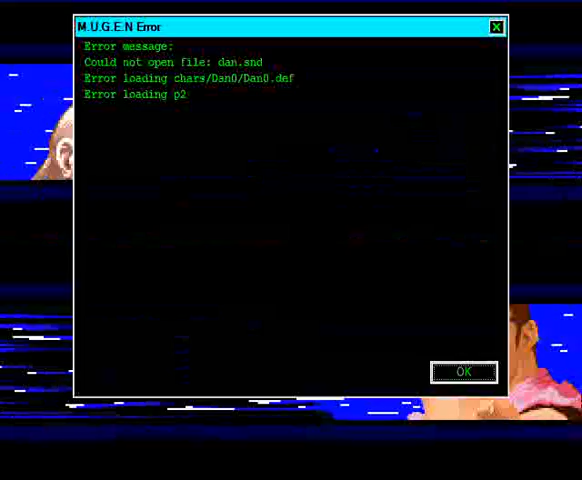 M.U.G.E.N Error
X
Error message:
Could not open file: dan.snd
Error loading chars/Dan0/Dan0.def
Error loading p2
OK